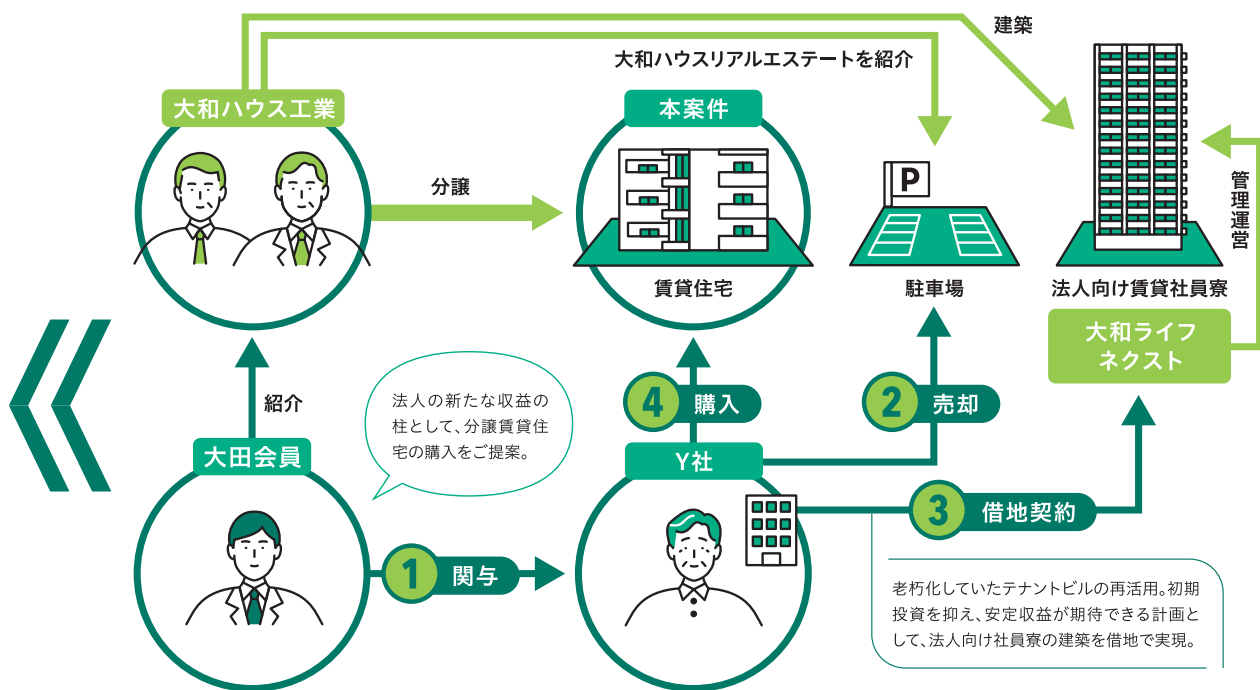 建築
大和ハウスリアルエステートを紹介
大和ハウス工業
本案件
分譲
P
管理運営
賃貸住宅
駐車場
法人向け賃貸社員寮
大和ライフ
ネクスト
紹介
法人の新たな収益の
柱として、分譲賃貸住
宅の購入をご提案。
4 購入
2 売却
大田会員
Y社
3 借地契約
1 関与
老朽化していたテナントビルの再活用。初期
投資を抑え、安定収益が期待できる計画と
して、法人向け社員寮の建築を借地で実現。